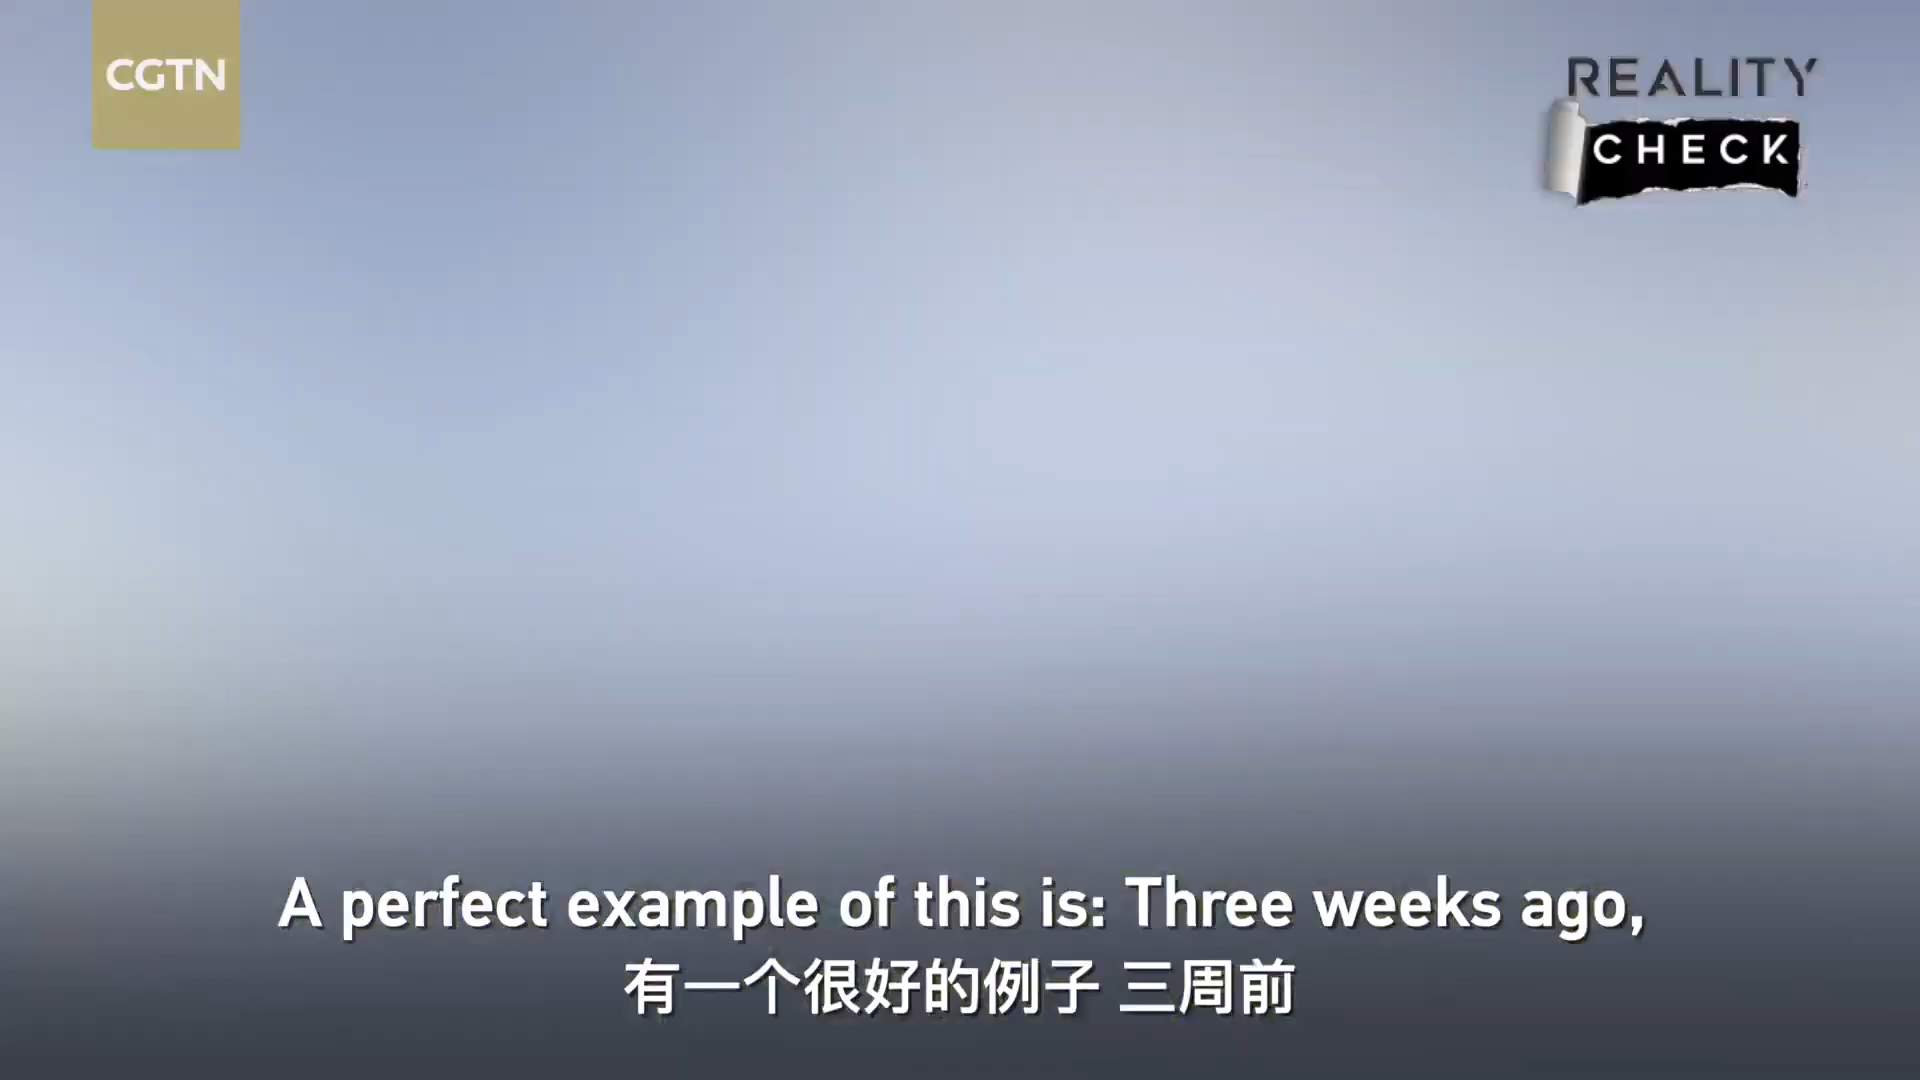 CGTN
REALITY
CHECK
A perfect example of this is: Three weeks ago,
有一个很好的例子 三周前